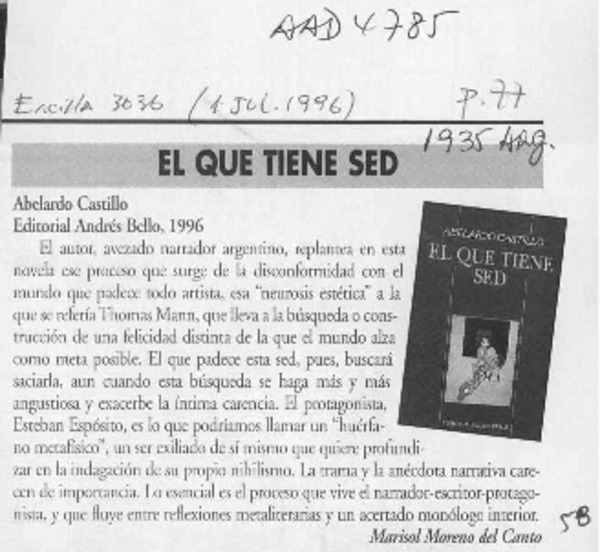 AAD 4785
Ercilla 3036 (1 JUL. 1996) p. 77
1935 Arg.
EL QUE TIENE SED
Abelardo Castillo
Editorial Andrés Bello, 1996
El autor, avezado narrador argentino, replantea en esta
novela ese proceso que surge de la disconformidad con el
mundo que padece todo artista, esa "neurosis estética" a la
que se refería Thomas Mann, que lleva a la búsqueda o cons-
trucción de una felicidad distinta de la que el mundo alza
como meta posible. El que padece esta sed, pues, buscará
saciarla, aun cuando esta búsqueda se haga más y más
angustiosa y exacerbe la íntima carencia. El protagonista,
Esteban Espósito, es lo que podríamos llamar un "huérfa-
no metafísico", un ser exiliado de sí mismo que quiere profundi-
zar en la indagación de su propio nihilismo. La trama y la anécdota narrativa care-
cen de importancia. Lo esencial es el proceso que vive el narrador-escritor-protago-
nista, y que fluye entre reflexiones metaliterarias y un acertado monólogo interior.
Marisol Moreno del Canto
ABELARDO CASTILLO
EL QUE TIENE
SED
58